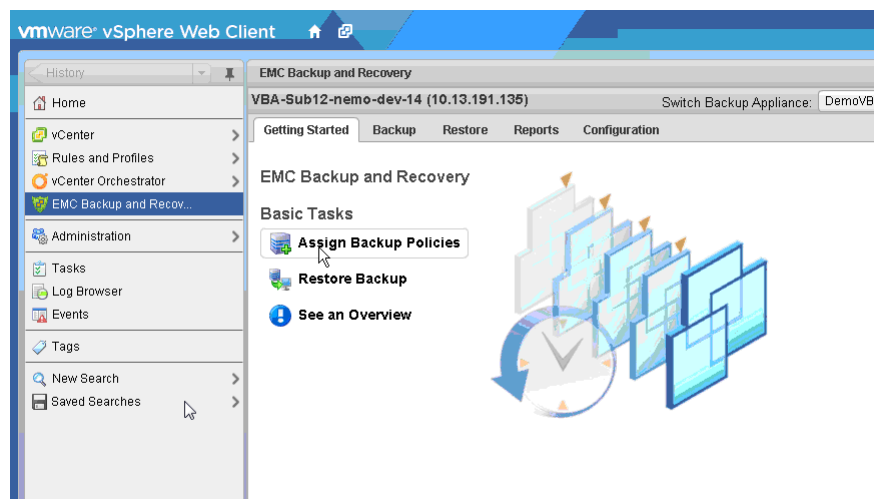 vmware® vSphere Web Client
History
Home
vCenter
Rules and Profiles
vCenter Orchestrator
EMC Backup and Recov...
Administration
Tasks
Log Browser
Events
Tags
New Search
Saved Searches
EMC Backup and Recovery
VBA-Sub12-nemo-dev-14 (10.13.191.135) Switch Backup Appliance: DemoVB
Getting Started Backup Restore Reports Configuration
EMC Backup and Recovery
Basic Tasks
Assign Backup Policies
Restore Backup
See an Overview